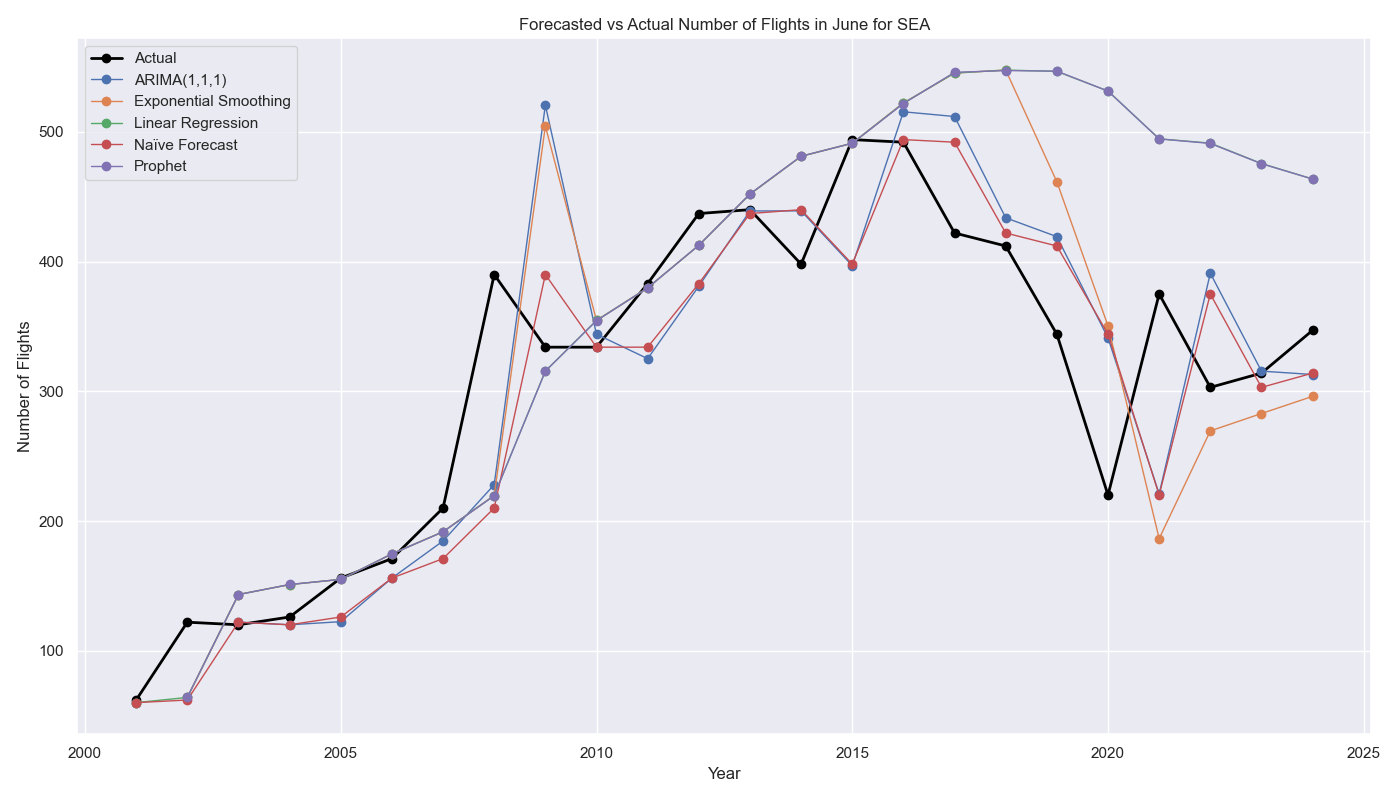 Forecasted vs Actual Number of Flights in June for SEA
Actual
ARIMA(1,1,1)
Exponential Smoothing
Linear Regression
Naïve Forecast
Prophet
Number of Flights
500
400
300
200
100
2000
2005
2010
2015
2020
2025
Year